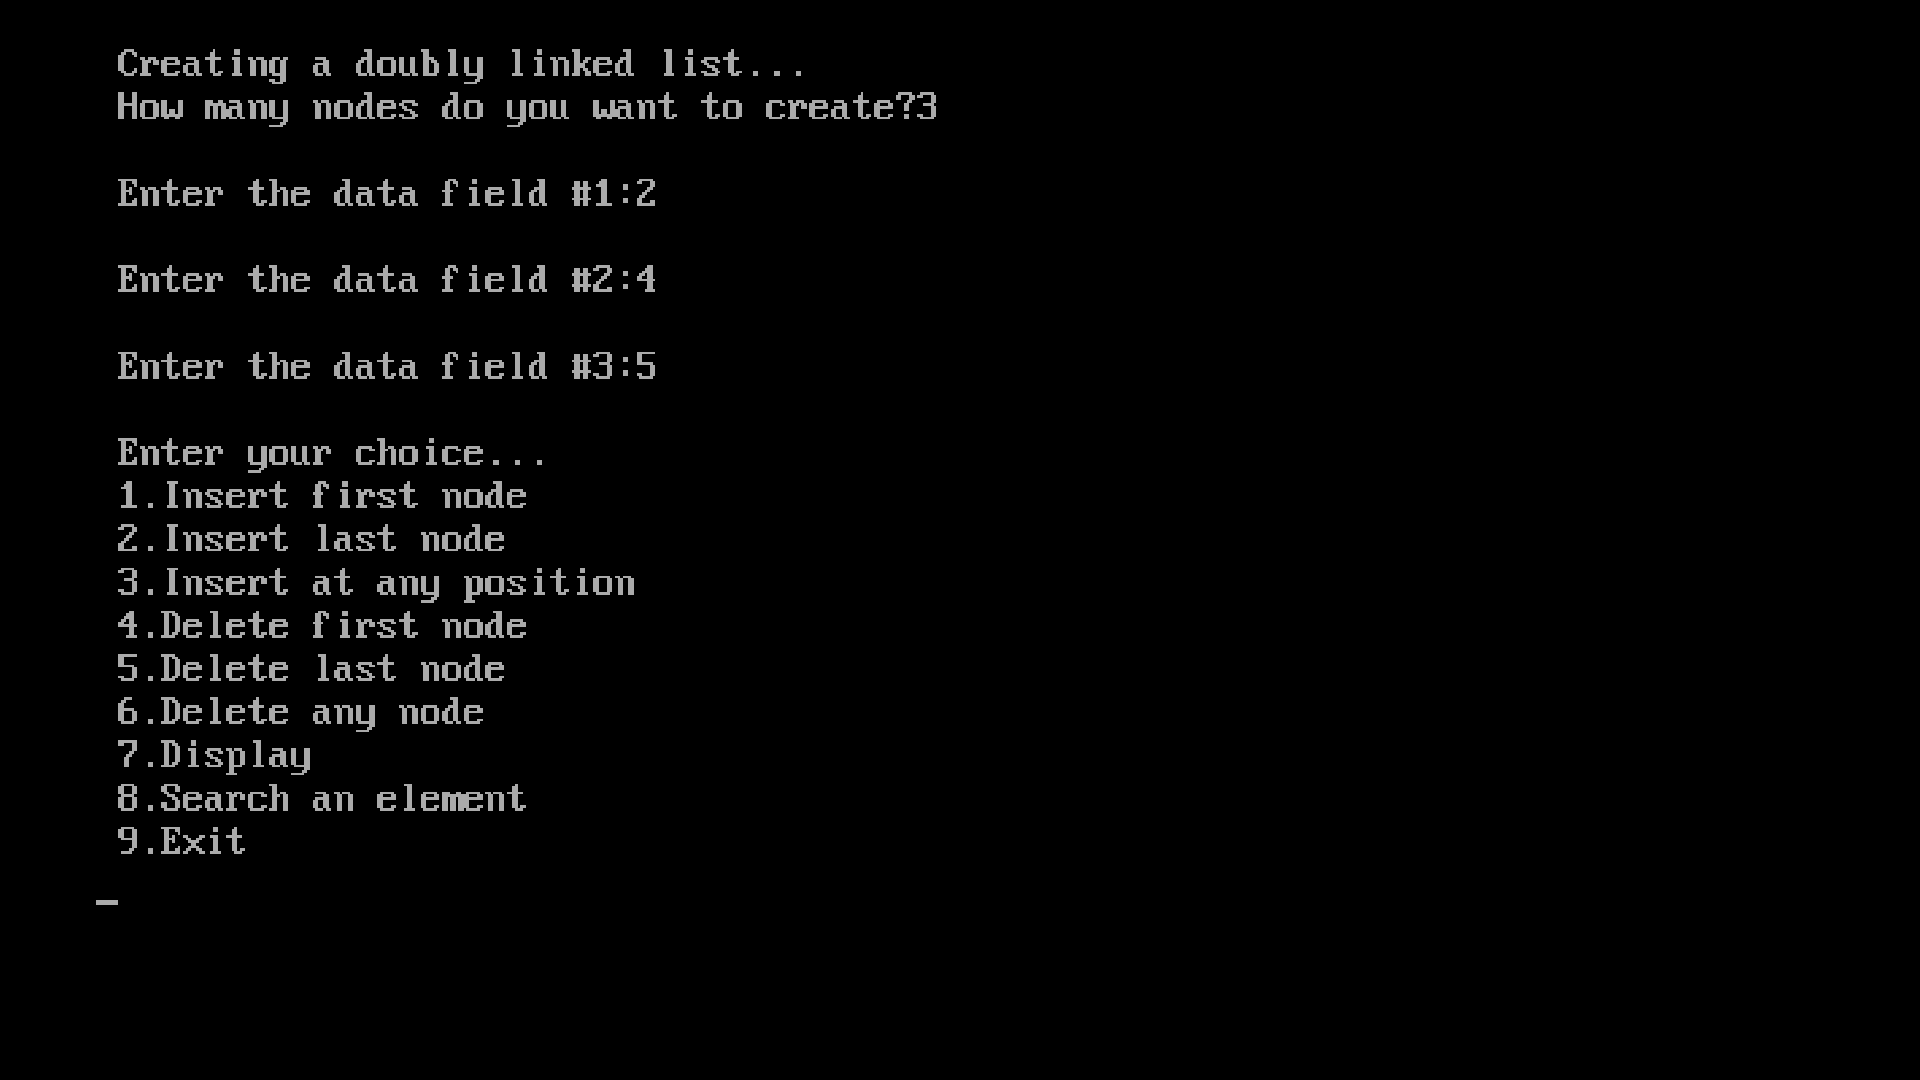 Creating a doubly linked list...
How many nodes do you want to create?3
Enter the data field #1:2
Enter the data field #2:4
Enter the data field #3:5
Enter your choice...
1.Insert first node
2.Insert last node
3.Insert at any position
4.Delete first node
5.Delete last node
6.Delete any node
7.Display
8.Search an element
9.Exit